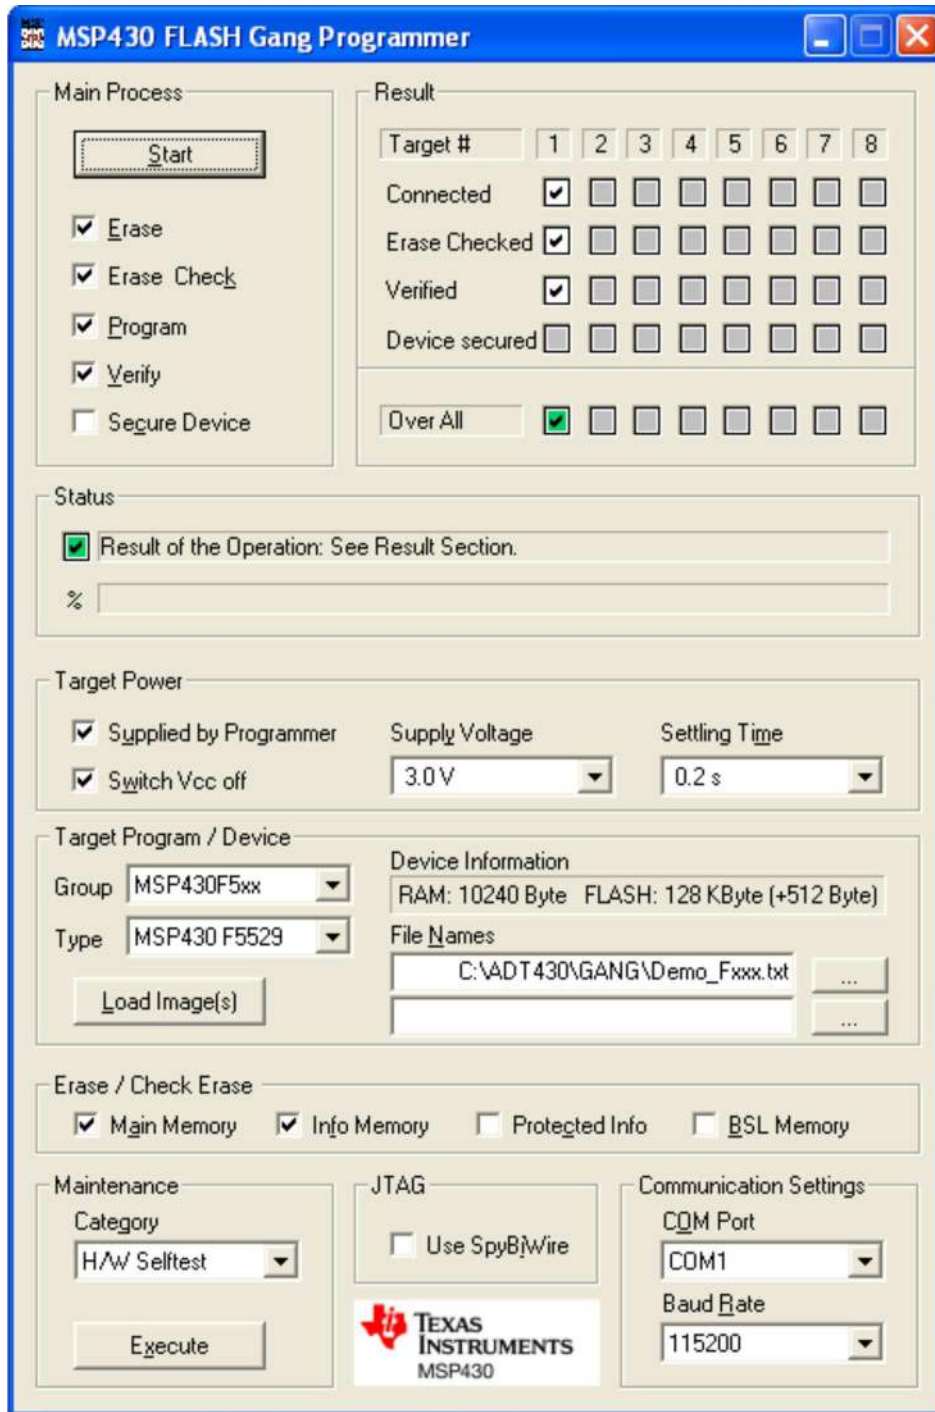 MSP430 FLASH Gang Programmer
Main Process
Start
Erase
Erase Check
Program
Verify
Secure Device
Result
Target # 1 2 3 4 5 6 7 8
Connected
Erase Checked
Verified
Device secured
Over All
Status
Result of the Operation: See Result Section.
%
Target Power
Supplied by Programmer
Switch Vcc off
Supply Voltage
3.0 V
Settling Time
0.2 s
Target Program / Device
Group MSP430F5xx
Type MSP430 F5529
Load Image(s)
Device Information
RAM: 10240 Byte FLASH: 128 KByte (+512 Byte)
File Names
C:\ADT430\GANG\Demo_Fxxx.txt ...
...
Erase / Check Erase
Main Memory Info Memory Protected Info BSL Memory
Maintenance
Category
H/W Selftest
Execute
JTAG
Use SpyBiWire
TEXAS
INSTRUMENTS
MSP430
Communication Settings
COM Port
COM1
Baud Rate
115200